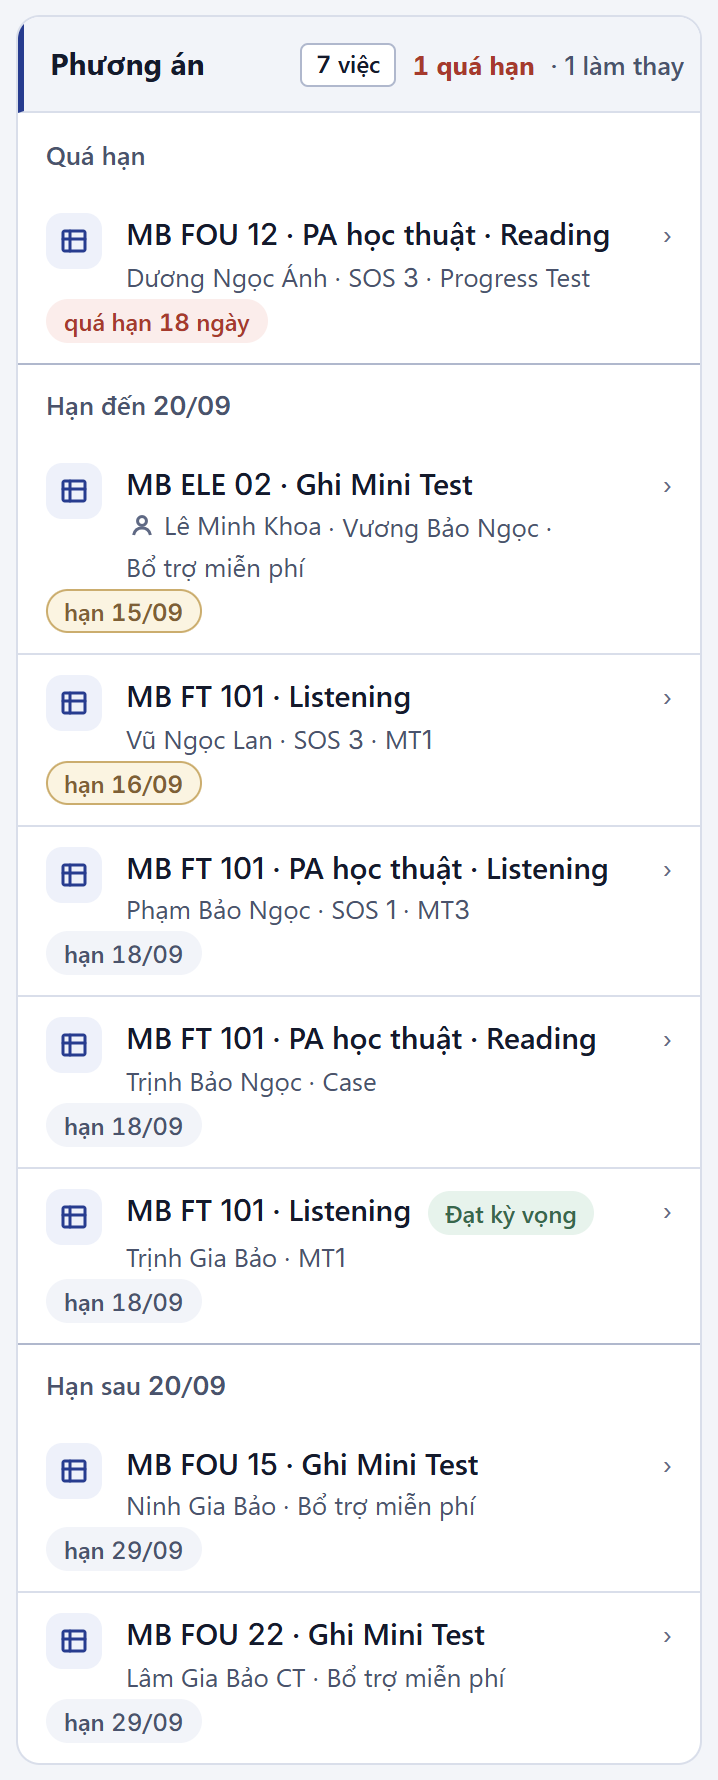 Phương án 7 việc 1 quá hạn · 1 làm thay
Quá hạn
MB FOU 12 · PA học thuật · Reading ›
Dương Ngọc Ánh · SOS 3 · Progress Test
quá hạn 18 ngày
Hạn đến 20/09
MB ELE 02 · Ghi Mini Test ›
Lê Minh Khoa · Vương Bảo Ngọc ·
Bổ trợ miễn phí
hạn 15/09
MB FT 101 · Listening ›
Vũ Ngọc Lan · SOS 3 · MT1
hạn 16/09
MB FT 101 · PA học thuật · Listening ›
Phạm Bảo Ngọc · SOS 1 · MT3
hạn 18/09
MB FT 101 · PA học thuật · Reading ›
Trịnh Bảo Ngọc · Case
hạn 18/09
MB FT 101 · Listening Đạt kỳ vọng ›
Trịnh Gia Bảo · MT1
hạn 18/09
Hạn sau 20/09
MB FOU 15 · Ghi Mini Test ›
Ninh Gia Bảo · Bổ trợ miễn phí
hạn 29/09
MB FOU 22 · Ghi Mini Test ›
Lâm Gia Bảo CT · Bổ trợ miễn phí
hạn 29/09